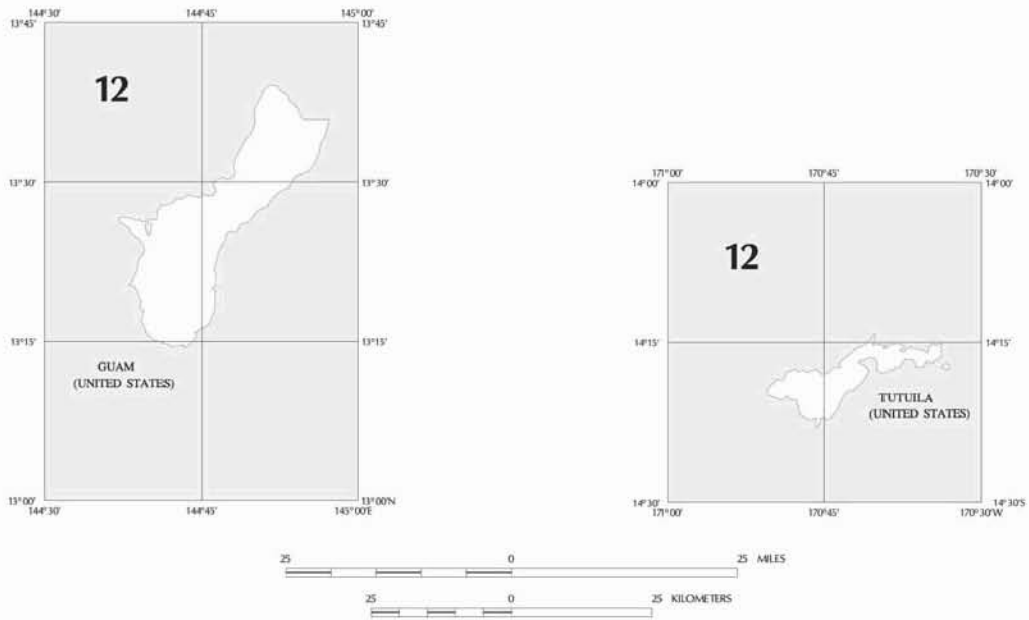 144°30'
144°45'
145°00'
13°45'
13°45'
12
13°30'
13°30'
13°15'
13°15'
GUAM
(UNITED STATES)
13°00'
13°00'N
144°30'
144°45'
145°00'E
171°00'
170°45'
170°30'
14°00'
14°00'
12
14°15'
14°15'
TUTUILA
(UNITED STATES)
14°30'
14°30'S
171°00'
170°45'
170°30'W
25 0 25 MILES
25 0 25 KILOMETERS